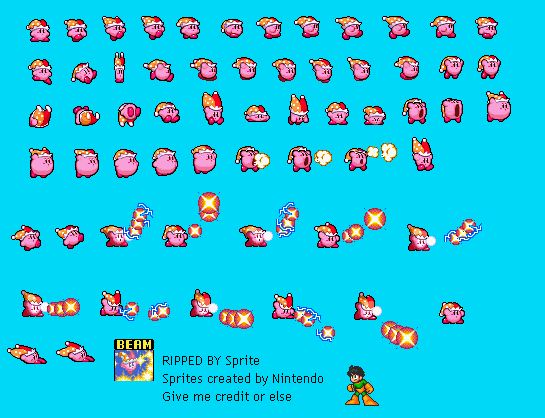 BEAM
RIPPED BY Sprite
Sprites created by Nintendo
Give me credit or else